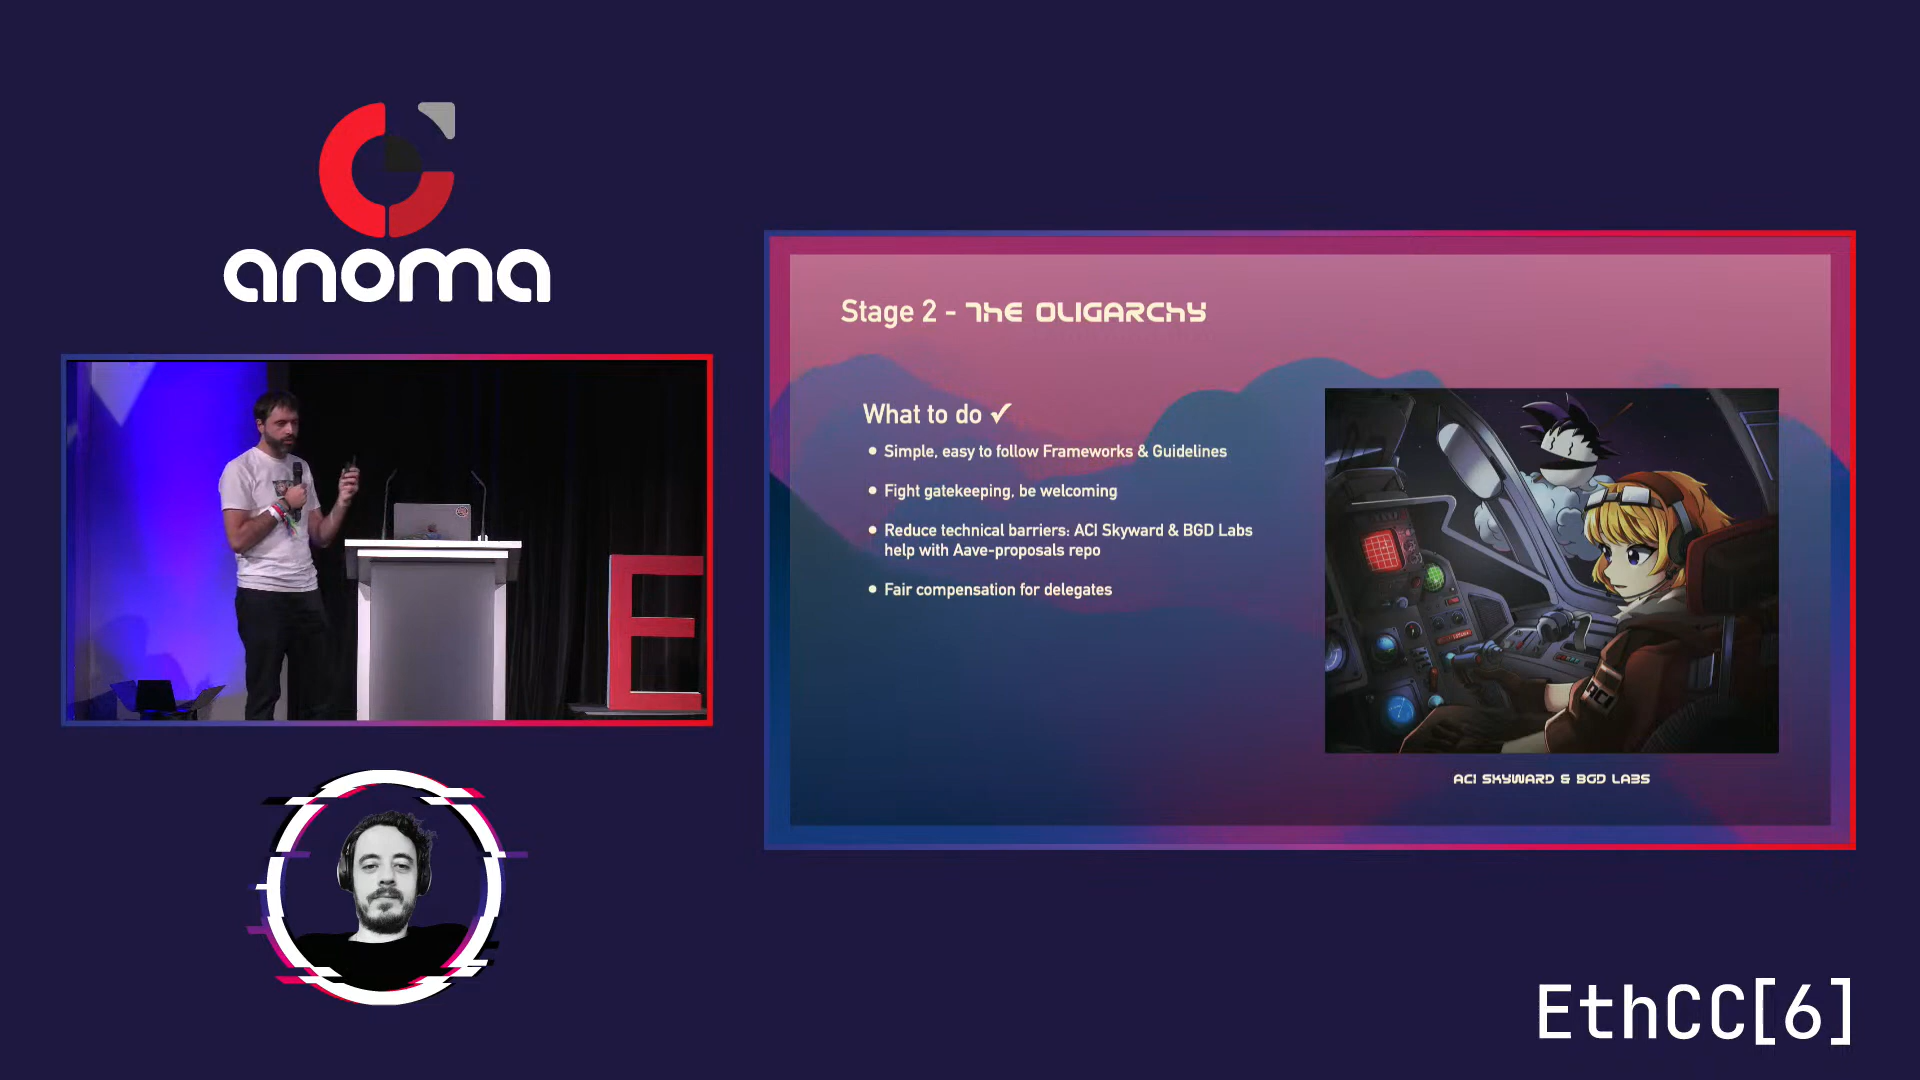 anoma
Stage 2 - THE OLIGARCHY
What to do ✓
• Simple, easy to follow Frameworks & Guidelines
• Fight gatekeeping, be welcoming
• Reduce technical barriers: ACI Skyward & BGD Labs
help with Aave-proposals repo
• Fair compensation for delegates
ACI
ACI SKYWARD & BGD LABS
E
EthCC[6]